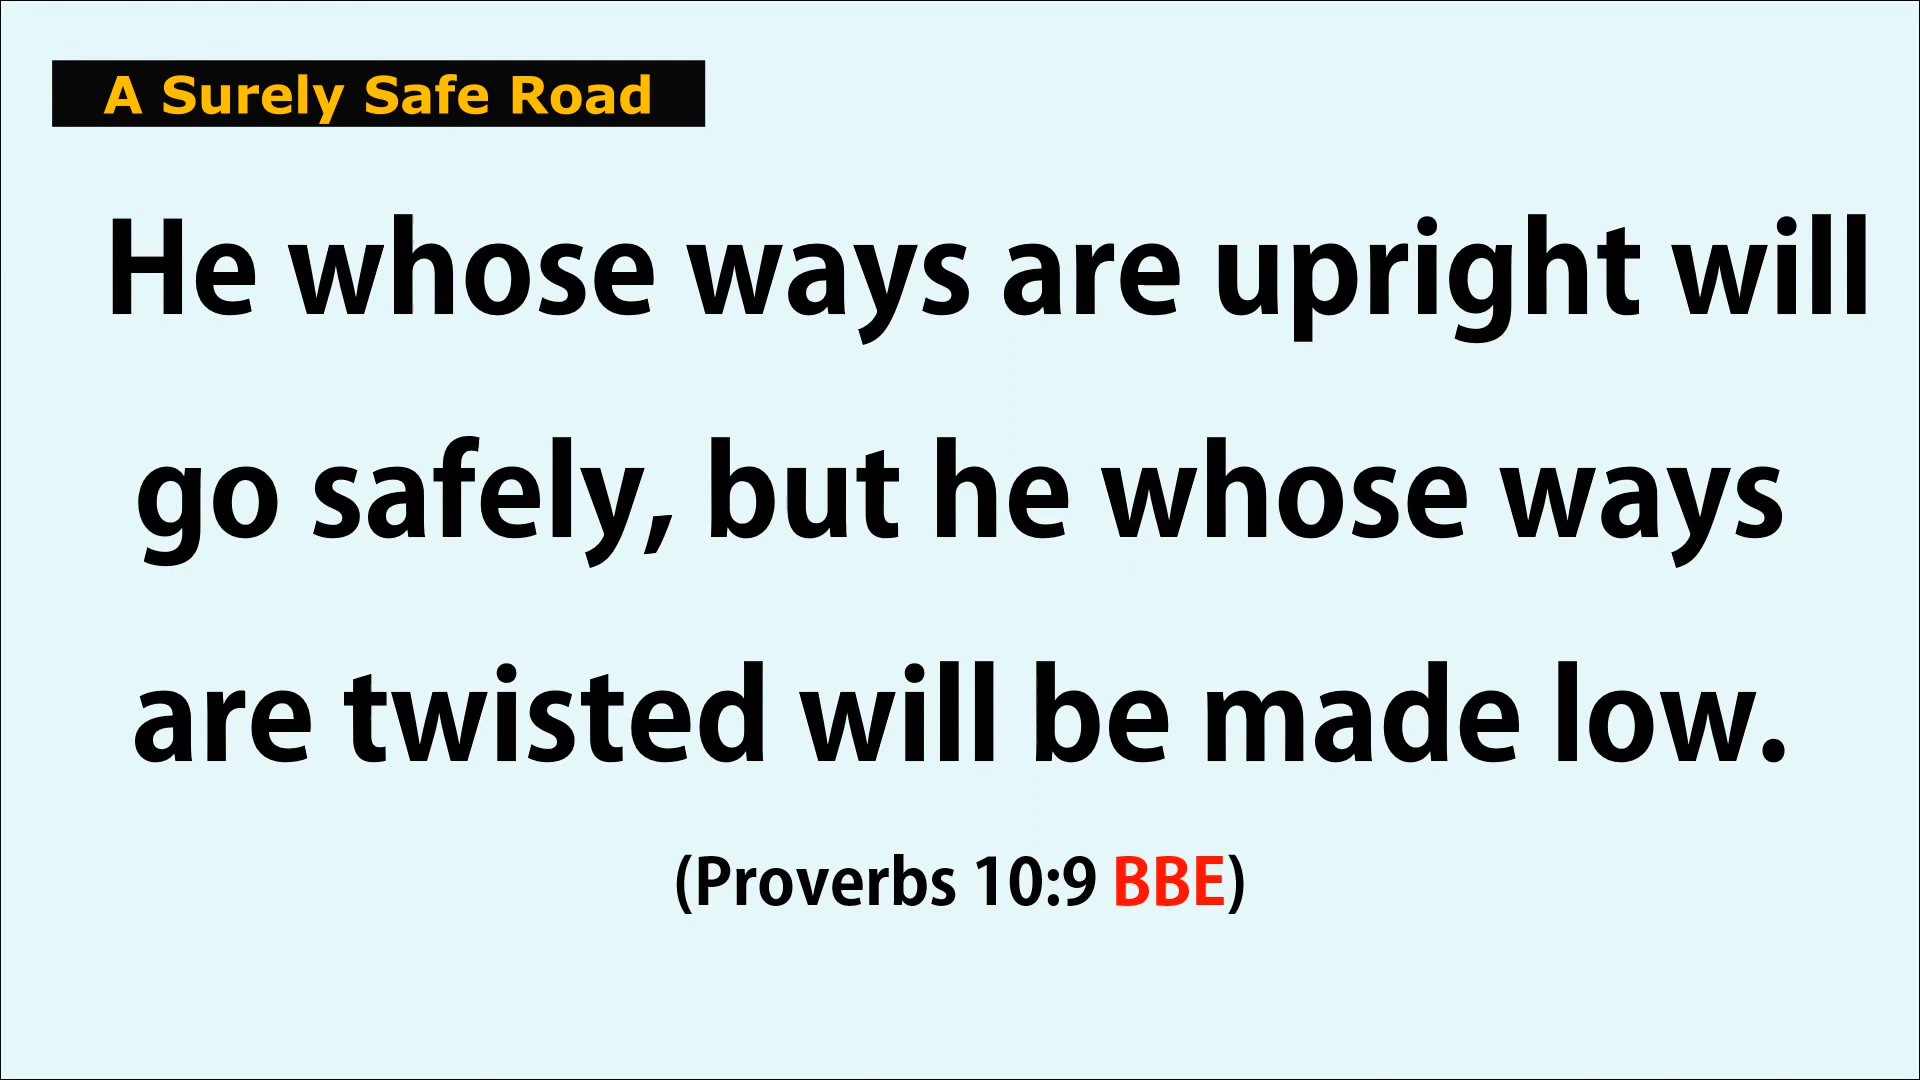 A Surely Safe Road
He whose ways are upright will
go safely, but he whose ways
are twisted will be made low.
(Proverbs 10:9 BBE)